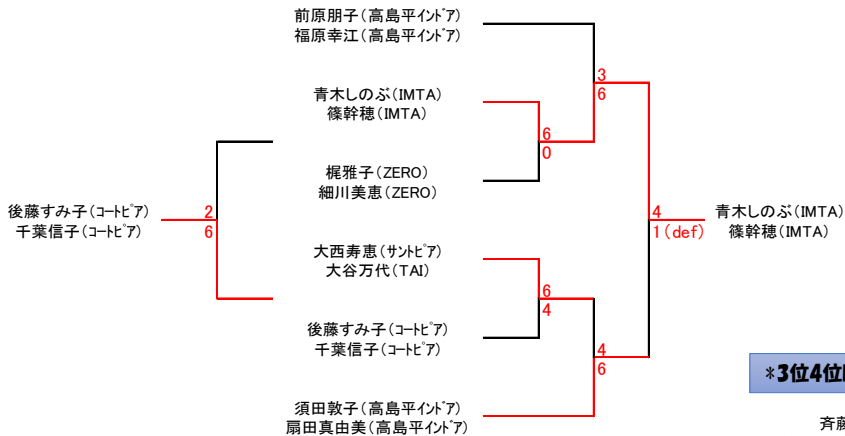 前原朋子(高島平インドア)
福原幸江(高島平インドア)
3
6
青木しのぶ(IMTA)
篠幹穂(IMTA)
6
0
梶雅子(ZERO)
細川美恵(ZERO)
後藤すみ子(コートピア)
千葉信子(コートピア)
2
6
4
1(def)
青木しのぶ(IMTA)
篠幹穂(IMTA)
大西寿恵(サントピア)
大谷万代(TAI)
6
4
後藤すみ子(コートピア)
千葉信子(コートピア)
4
6
*3位4位
須田敦子(高島平インドア)
扇田真由美(高島平インドア)
斉藤